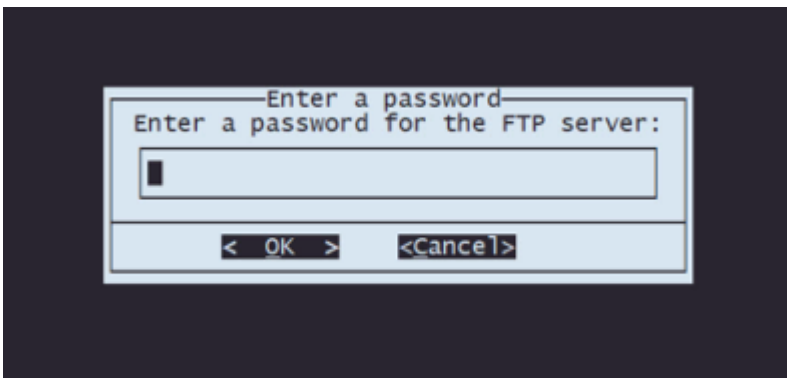 Enter a password
Enter a password for the FTP server:
< OK > <Cancel>